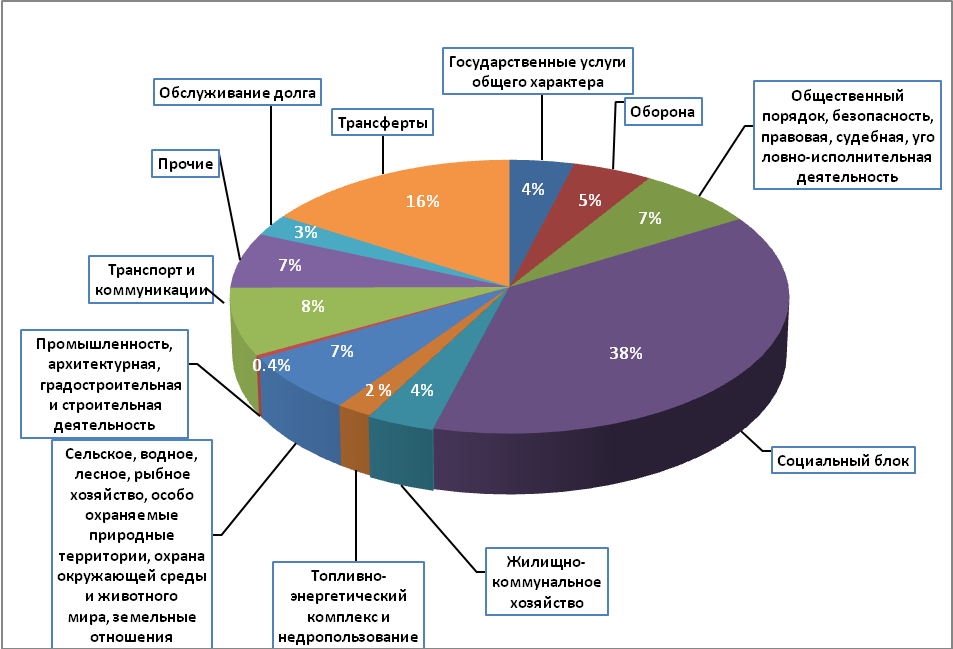 Государственные услуги
общего характера
Оборона
Общественный
порядок, безопасность,
правовая, судебная, уго
ловно-исполнительная
деятельность
Обслуживание долга
Трансферты
Прочие
Транспорт и
коммуникации
Промышленность,
архитектурная,
градостроительная
и строительная
деятельность
Сельское, водное,
лесное, рыбное
хозяйство, особо
охраняемые
природные
территории, охрана
окружающей среды
и животного
мира, земельные
отношения
Топливно-
энергетический
комплекс и
недропользование
Жилищно-
коммунальное
хозяйство
Социальный блок
4%
5%
7%
38%
4%
2 %
7%
0.4%
8%
7%
3%
16%